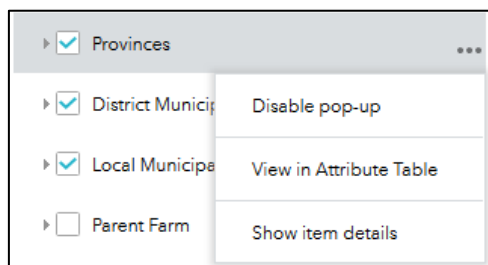 Provinces
District Municip
Disable pop-up
Local Municipa
View in Attribute Table
Parent Farm
Show item details